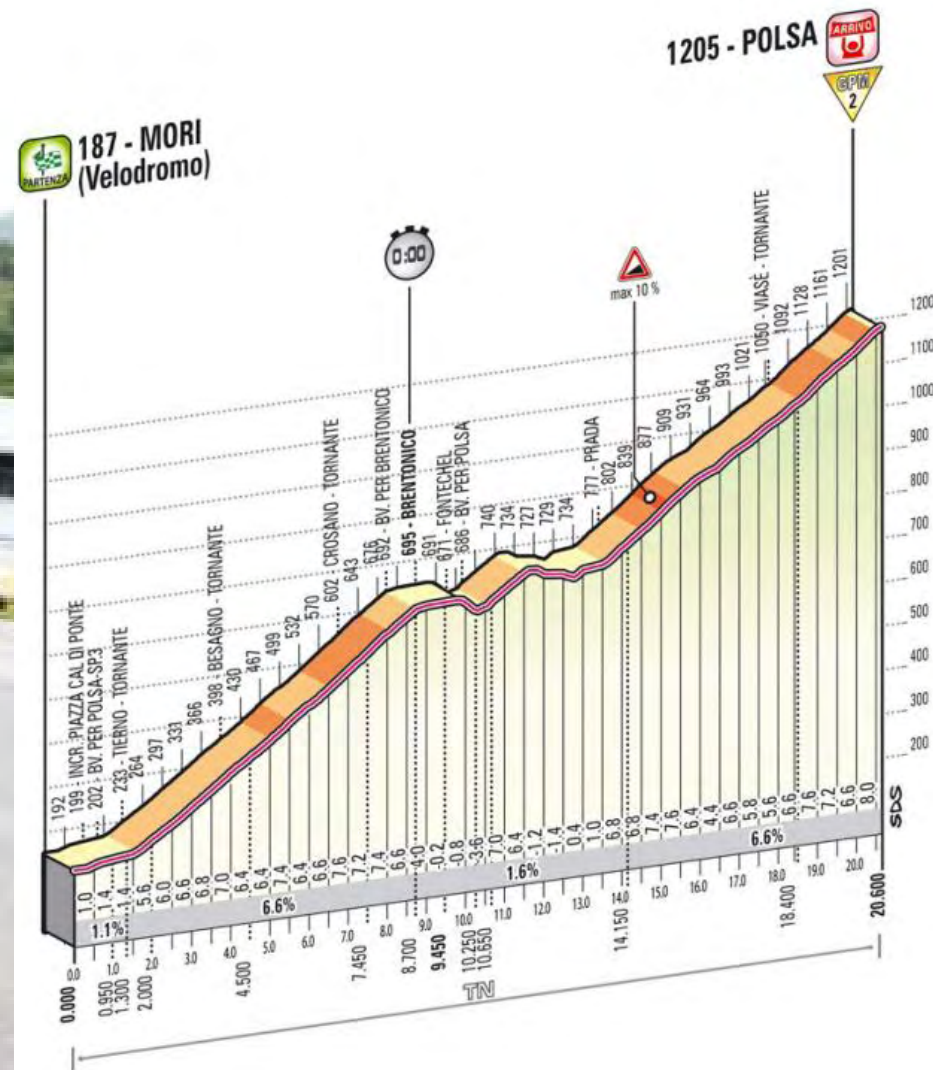 1205 - POLSA
ARRIVO
GPM
2
187 - MORI
(Velodromo)
PARTENZA
0:00
max 10 %
192
199 - INCR. PIAZZA CAL DI PONTE
202 - BV. PER POLSA-SP.3
233 - TIERNO - TORNANTE
264
297
331
366
398 - BESAGNO - TORNANTE
430
467
499
532
570
602 CROSANO - TORNANTE
643
676
692 - BV. PER BRENTONICO
695 - BRENTONICO
691
671 - FONTECHEL
686 - BV. PER POLSA
740
734
727
729
734
777 - PRADA
802
839
877
909
931
964
993
1021
1050 - VIASÈ - TORNANTE
1092
1128
1161
1201
1200
1100
1000
900
800
700
600
500
400
300
200
1.0 1.4 1.4 5.6 6.0 6.6 6.8 7.0 6.4 6.4 7.4 6.4 6.6 7.6 7.2 7.4 6.6 4.0 -0.2 -0.8 -3.6 7.0 6.4 -1.2 -1.4 0.4 1.0 6.8 6.8 7.4 7.6 6.4 4.4 6.6 5.8 5.6 6.6 7.6 7.2 6.6 8.0
1.1% 6.6% 1.6% 6.6%
0.0 1.0 2.0 3.0 4.0 5.0 6.0 7.0 8.0 9.0 10.0 11.0 12.0 13.0 14.0 15.0 16.0 17.0 18.0 19.0 20.0
0.000 0.950 1.300 2.000 4.500 7.450 8.700 9.450 10.250 10.650 14.150 18.400 20.600
TN
SDS